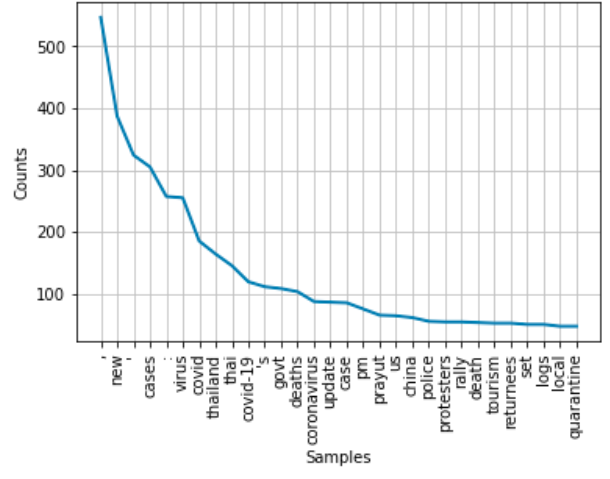 500
400
300
200
100
Counts
'
new
'
cases
:
virus
covid
thailand
thai
covid-19
's
govt
deaths
coronavirus
update
case
pm
prayut
us
china
police
protesters
rally
death
tourism
returnees
set
logs
local
quarantine
Samples